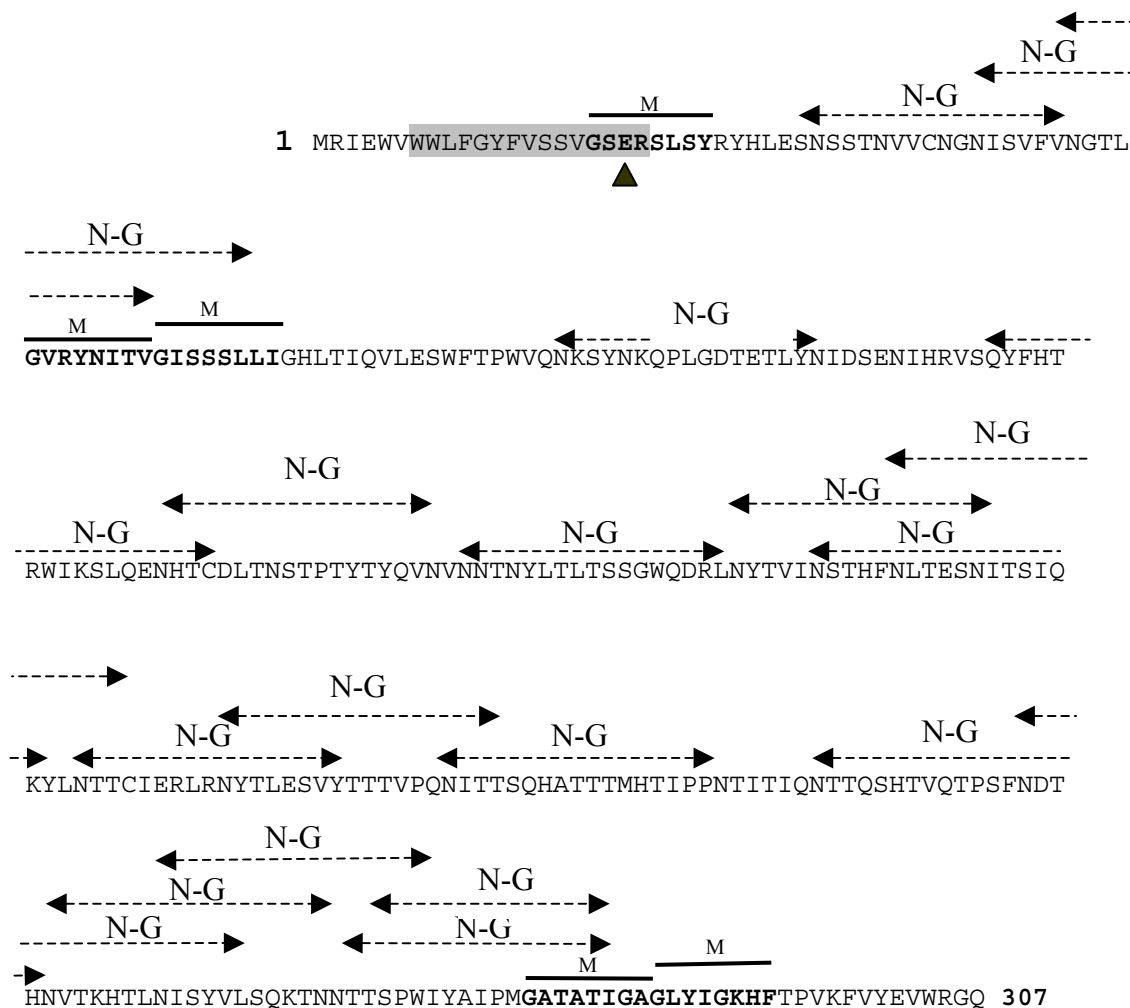 N-G
M N-G
1 MRIEWVWWLFGYFVSSVGSERSLSYRYHLESNSSTNVVCNGNISVFVNGTL
N-G
M M N-G
GVRYNITVGISSSLLIGHLTIQVLESWFTPWVQNKSYNKQPLGDTETLYNIDSENIHRVSQYFHT
N-G
N-G N-G
N-G N-G N-G
RWIKSLQENHTCDLTNSTPTYTYQVNVNNTNYLTLTSSGWQDRLNYTVINSTHFNLTESNITSIQ
N-G
N-G N-G N-G
KYLNTTCIERLRNYTLESVYTTTVPQNITTSQHATTTMHTIPPNTITIQNTTQSHTVQTPSFNDT
N-G
N-G N-G
N-G N-G M M
HNVTKHTLNISYVLSQKTNNTTSPWIYAIPMGATATIGAGLYIGKHFTPVKFVYEVWRGQ 307